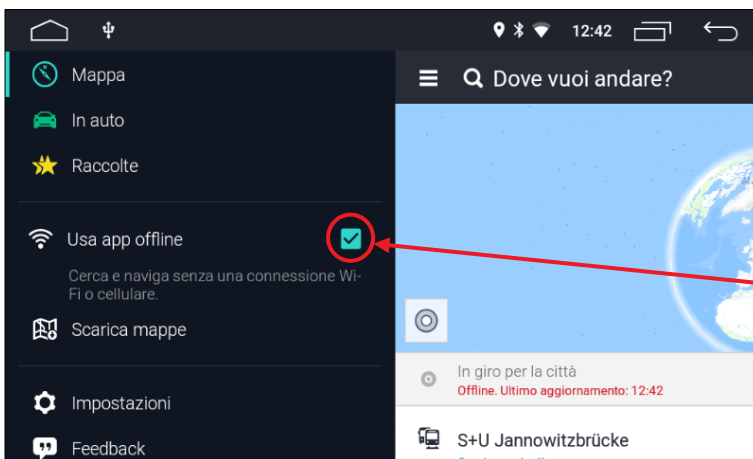 12:42
Mappa
Dove vuoi andare?
In auto
Raccolte
Usa app offline
Cerca e naviga senza una connessione Wi-
Fi o cellulare.
Scarica mappe
In giro per la città
Offline. Ultimo aggiornamento: 12:42
Impostazioni
S+U Jannowitzbrücke
Feedback